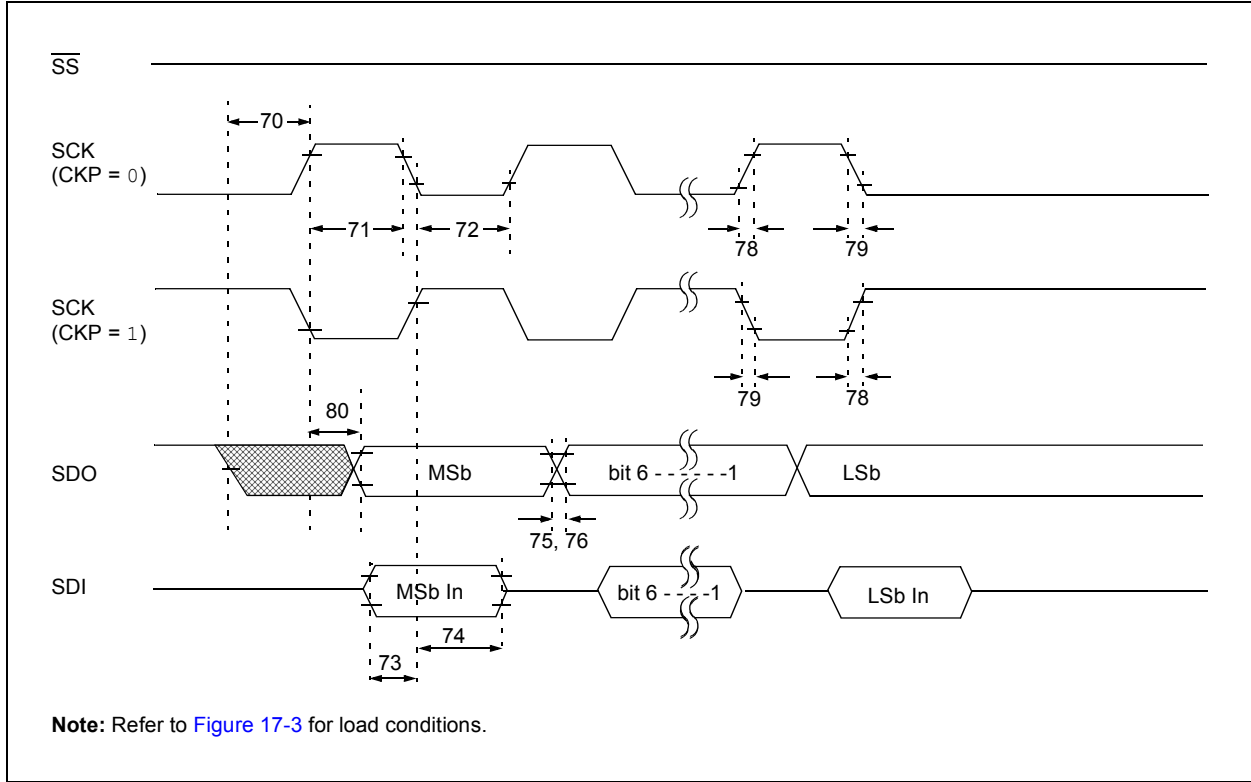 SS
70
SCK
(CKP = 0)
71
72
78
79
SCK
(CKP = 1)
79
78
80
SDO
MSb
bit 6 - - - - - - -1
LSb
75, 76
SDI
MSb In
bit 6 - - - - -1
LSb In
74
73
Note: Refer to Figure 17-3 for load conditions.